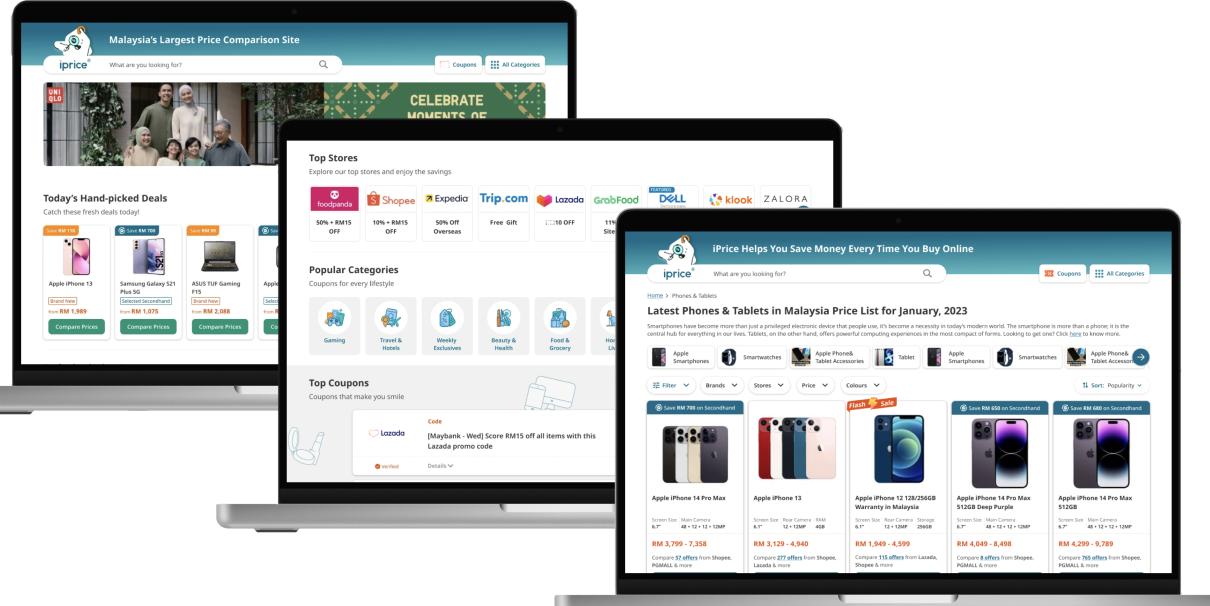 Malaysia's Largest Price Comparison Site
iprice
What are you looking for?
Coupons
All Categories
UNI
QLO
CELEBRATE
MOMENTS OF
Today's Hand-picked Deals
Catch these fresh deals today!
Save RM 110
Save RM 700
Save RM 99
Apple iPhone 13
Brand New
from RM 1,989
Compare Prices
Samsung Galaxy S21
Plus 5G
Selected Secondhand
from RM 1,075
Compare Prices
ASUS TUF Gaming
F15
Brand New
from RM 2,088
Compare Prices
Top Stores
Explore our top stores and enjoy the savings
foodpanda
50% + RM15
OFF
Shopee
10% + RM15
OFF
Expedia
50% Off
Overseas
Trip.com
Free Gift
Lazada
10 OFF
GrabFood
11%
Site
FEATURED
DELL
Technologies
klook
ZALORA
Popular Categories
Coupons for every lifestyle
Gaming
Travel &
Hotels
Weekly
Exclusives
Beauty &
Health
Food &
Grocery
Top Coupons
Coupons that make you smile
Lazada
Verified
Code
[Maybank - Wed] Score RM15 off all items with this
Lazada promo code
Details
iPrice Helps You Save Money Every Time You Buy Online
iprice
What are you looking for?
Coupons
All Categories
Home > Phones & Tablets
Latest Phones & Tablets in Malaysia Price List for January, 2023
Smartphones have become more than just a privileged electronic device that people use, it's become a necessity in today's modern world. The smartphone is more than a phone; it is the
central hub for everything in our lives. Tablets, on the other hand, offers powerful computing experiences in the most compact of forms. Looking to get one? Click here to know more.
Apple
Smartphones
Smartwatches
Apple Phone&
Tablet Accessories
Tablet
Apple
Smartphones
Smartwatches
Apple Phone&
Tablet Accessor
Filter
Brands
Stores
Price
Colours
Sort: Popularity
Save RM 700 on Secondhand
Apple iPhone 14 Pro Max
Screen Size Main Camera
6.7" 48 + 12 + 12 + 12MP
RM 3,799 - 7,358
Compare 57 offers from Shopee,
PGMALL & more
Apple iPhone 13
Screen Size Rear Camera RAM
6.1" 12 + 12MP 4GB
RM 3,129 - 4,940
Compare 277 offers from Shopee,
Lazada & more
Flash Sale
Apple iPhone 12 128/256GB
Warranty in Malaysia
Screen Size Rear Camera Storage
6.1" 12 + 12MP 256GB
RM 1,949 - 4,599
Compare 115 offers from Lazada,
Shopee & more
Save RM 650 on Secondhand
Apple iPhone 14 Pro Max
512GB Deep Purple
Screen Size Main Camera
6.7" 48 + 12 + 12 + 12MP
RM 4,049 - 8,498
Compare 8 offers from Shopee,
PGMALL & more
Save RM 680 on Secondhand
Apple iPhone 14 Pro Max
512GB
Screen Size Main Camera
6.7" 48 + 12 + 12 + 12MP
RM 4,299 - 9,789
Compare 765 offers from Shopee,
PGMALL & more